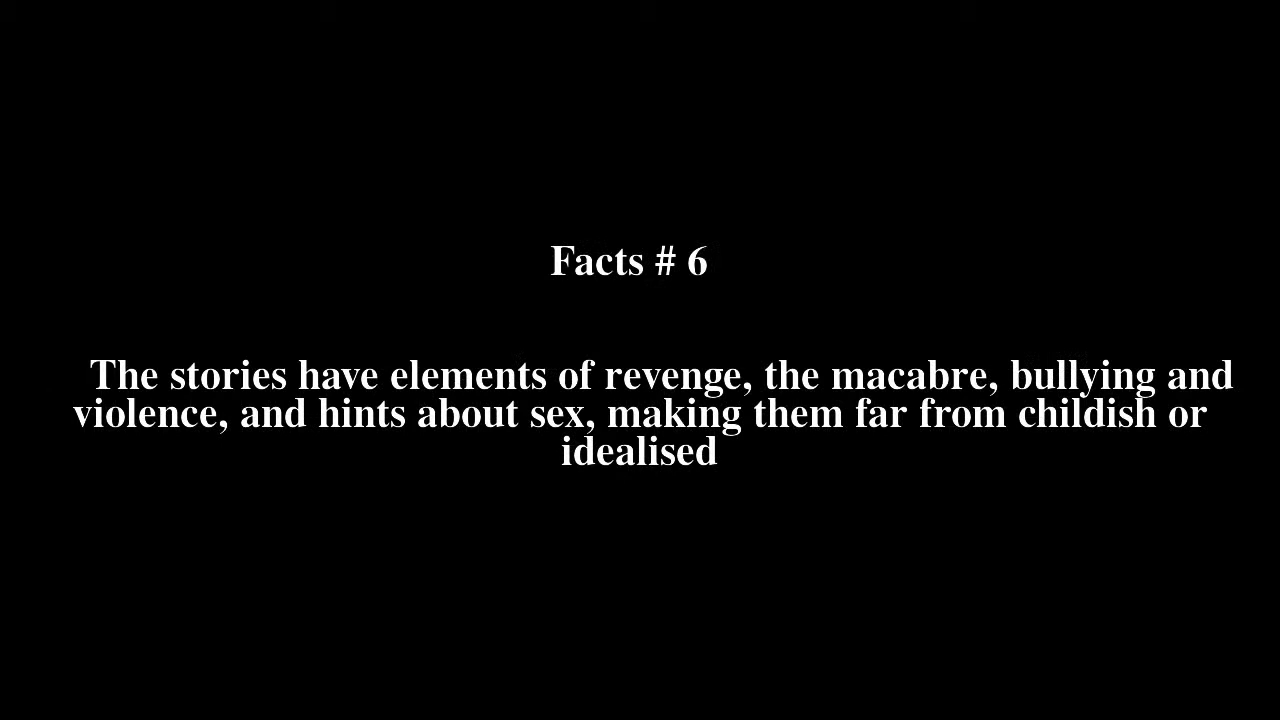 Facts # 6
The stories have elements of revenge, the macabre, bullying and
violence, and hints about sex, making them far from childish or
idealised